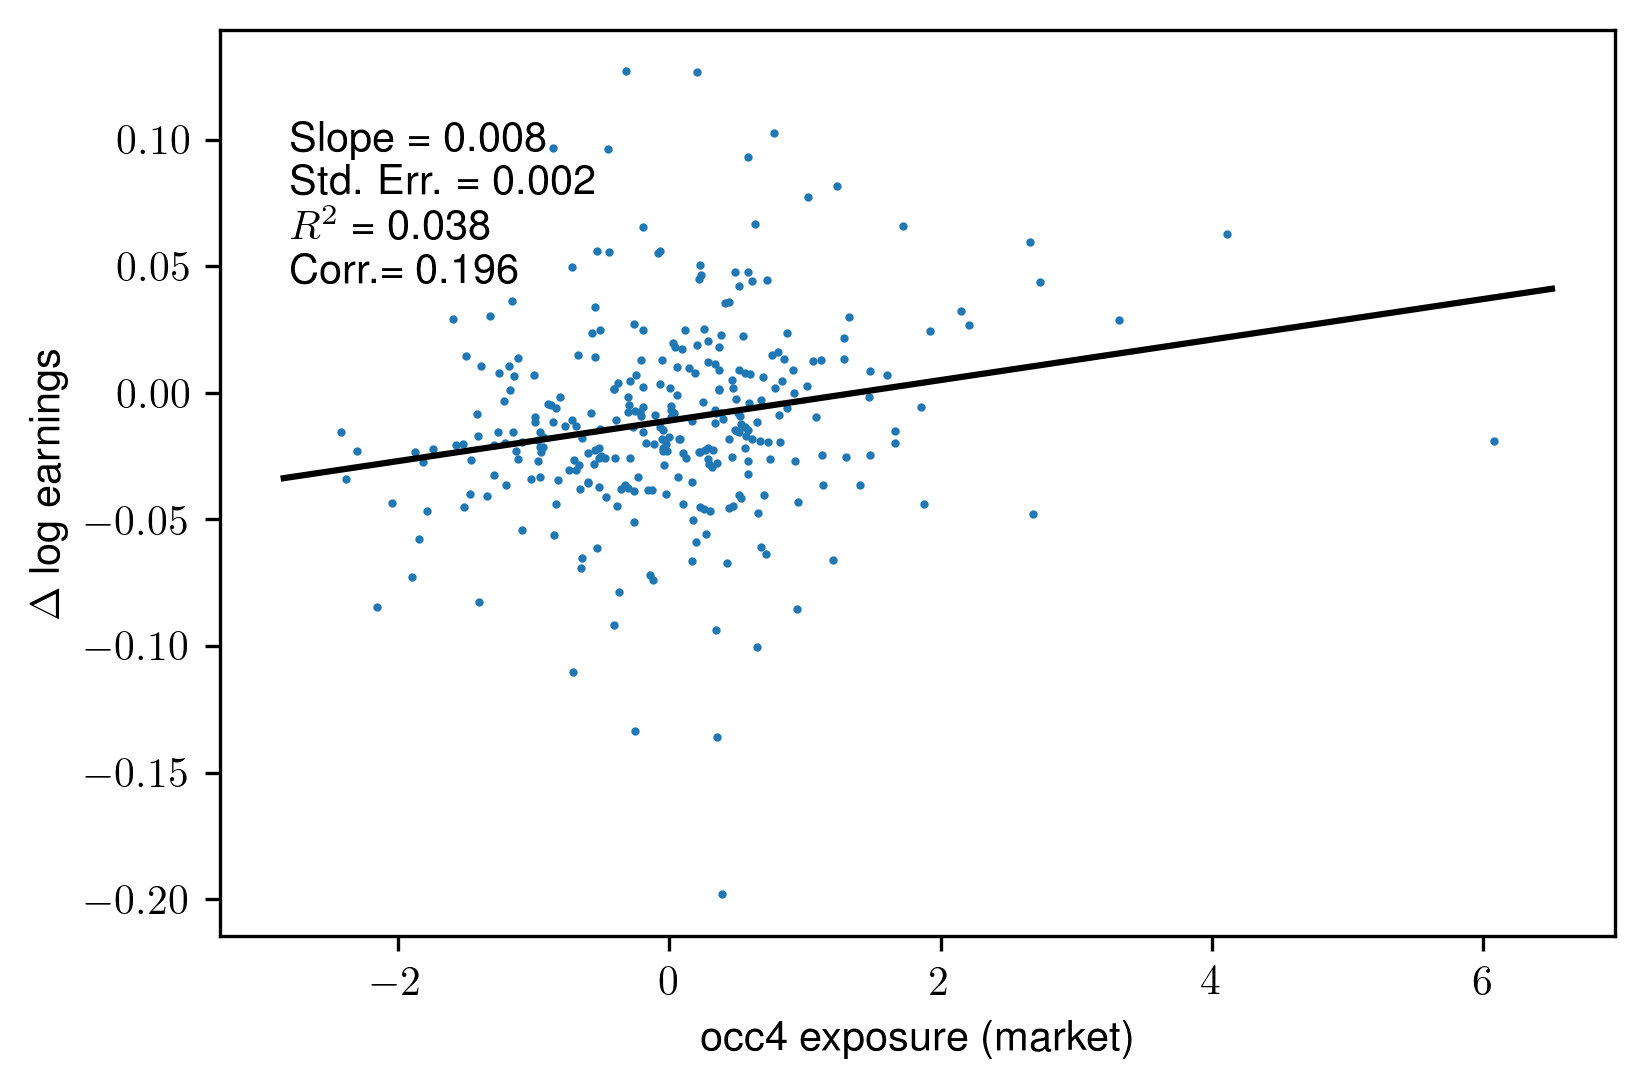 Slope = 0.008
Std. Err. = 0.002
R² = 0.038
Corr.= 0.196
0.10
0.05
0.00
−0.05
−0.10
−0.15
−0.20
Δ log earnings
−2 0 2 4 6
occ4 exposure (market)